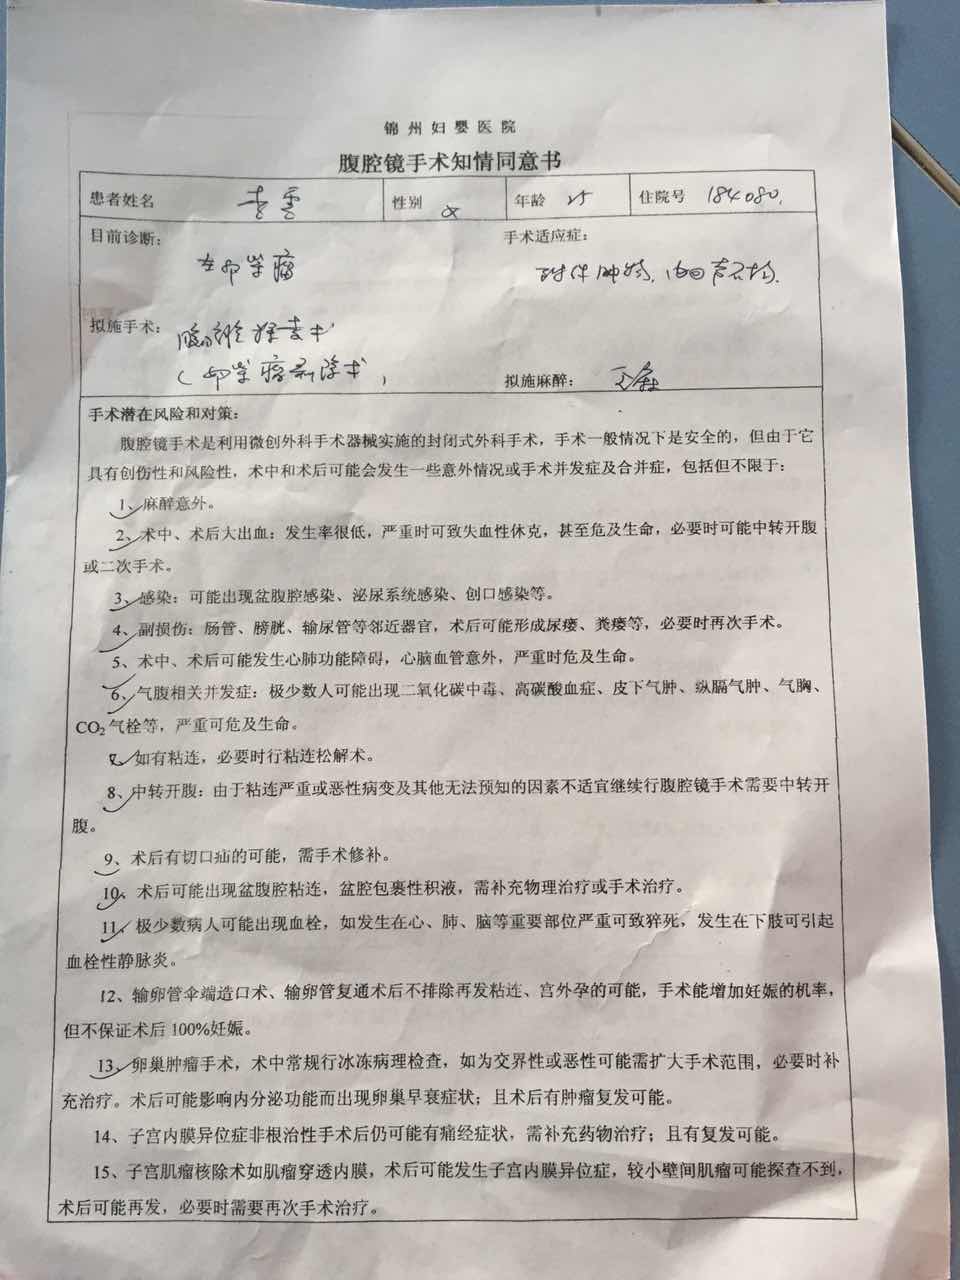 锦州妇婴医院
腹腔镜手术知情同意书
患者姓名 李雪 性别 女 年龄 25 住院号 184080.
目前诊断： 手术适应症：
左卵巢瘤 附件肿物
拟施手术：
腹腔镜探查术
(卵巢瘤剔除术) 拟施麻醉： 全麻
手术潜在风险和对策：
腹腔镜手术是利用微创外科手术器械实施的封闭式外科手术，手术一般情况下是安全的，但由于它
具有创伤性和风险性，术中和术后可能会发生一些意外情况或手术并发症及合并症，包括但不限于：
1、麻醉意外。
2、术中、术后大出血：发生率很低，严重时可致失血性休克，甚至危及生命，必要时可能中转开腹
或二次手术。
3、感染：可能出现盆腹腔感染、泌尿系统感染、创口感染等。
4、副损伤：肠管、膀胱、输尿管等邻近器官，术后可能形成尿瘘、粪瘘等，必要时再次手术。
5、术中、术后可能发生心肺功能障碍，心脑血管意外，严重时危及生命。
6、气腹相关并发症：极少数人可能出现二氧化碳中毒、高碳酸血症、皮下气肿、纵膈气肿、气胸、
CO₂气栓等，严重可危及生命。
7、如有粘连，必要时行粘连松解术。
8、中转开腹：由于粘连严重或恶性病变及其他无法预知的因素不适宜继续行腹腔镜手术需要中转开
腹。
9、术后有切口疝的可能，需手术修补。
10、术后可能出现盆腹腔粘连，盆腔包裹性积液，需补充物理治疗或手术治疗。
11、极少数病人可能出现血栓，如发生在心、肺、脑等重要部位严重可致猝死，发生在下肢可引起
血栓性静脉炎。
12、输卵管伞端造口术、输卵管复通术后不排除再发粘连、宫外孕的可能，手术能增加妊娠的机率，
但不保证术后100%妊娠。
13、卵巢肿瘤手术，术中常规行冰冻病理检查，如为交界性或恶性可能需扩大手术范围，必要时补
充治疗。术后可能影响内分泌功能而出现卵巢早衰症状；且术后有肿瘤复发可能。
14、子宫内膜异位症非根治性手术后仍可能有痛经症状，需补充药物治疗；且有复发可能。
15、子宫肌瘤核除术如肌瘤穿透内膜，术后可能发生子宫内膜异位症，较小壁间肌瘤可能探查不到，
术后可能再发，必要时需要再次手术治疗。